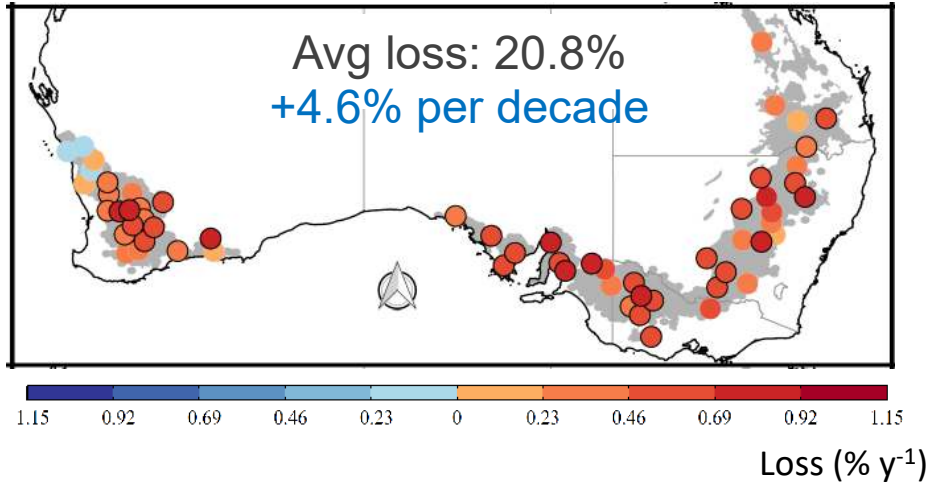 Avg loss: 20.8%
+4.6% per decade
1.15 0.92 0.69 0.46 0.23 0 0.23 0.46 0.69 0.92 1.15
Loss (% y⁻¹)